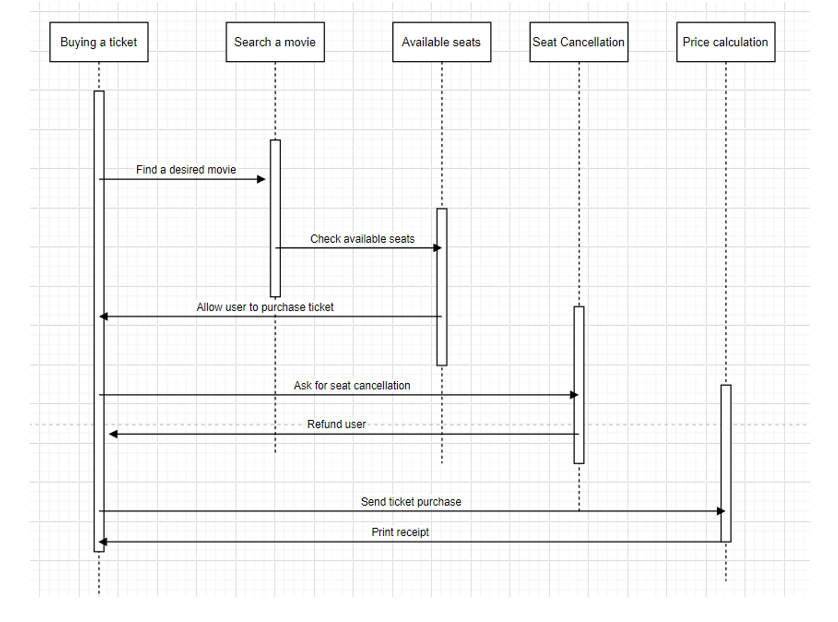 Buying a ticket
Search a movie
Available seats
Seat Cancellation
Price calculation
Find a desired movie
Check available seats
Allow user to purchase ticket
Ask for seat cancellation
Refund user
Send ticket purchase
Print receipt